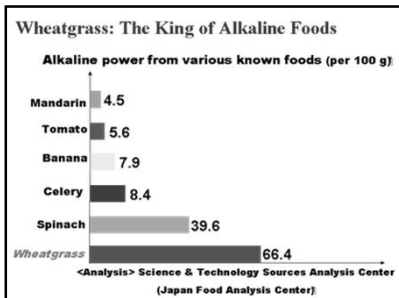 Wheatgrass: The King of Alkaline Foods
Alkaline power from various known foods (per 100 g)
Mandarin 4.5
Tomato 5.6
Banana 7.9
Celery 8.4
Spinach 39.6
Wheatgrass 66.4
<Analysis> Science & Technology Sources Analysis Center
(Japan Food Analysis Center)